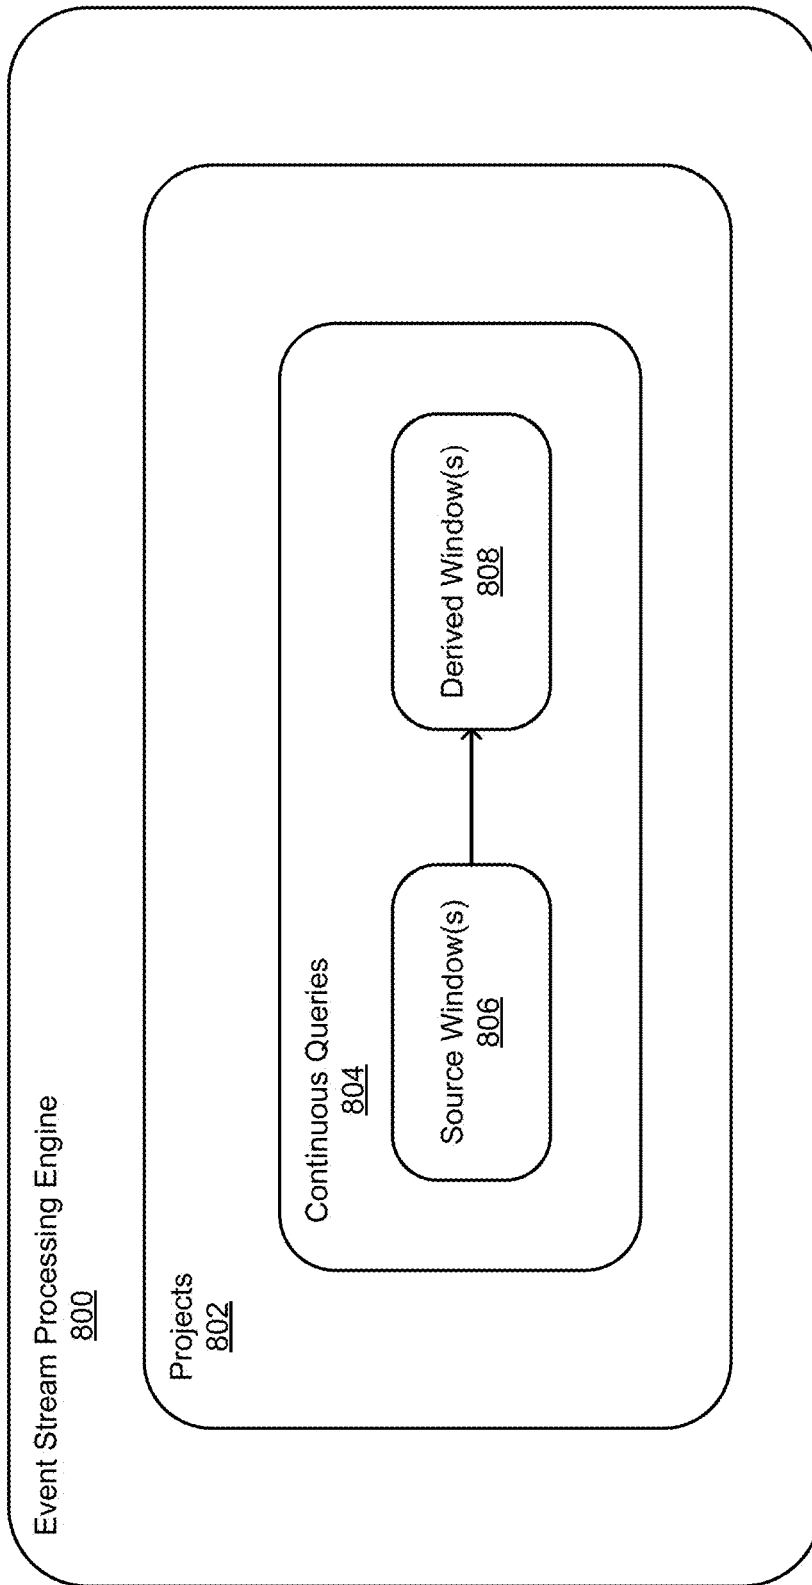 Event Stream Processing Engine
800
Projects
802
Continuous Queries
804
Source Window(s)
806
Derived Window(s)
808